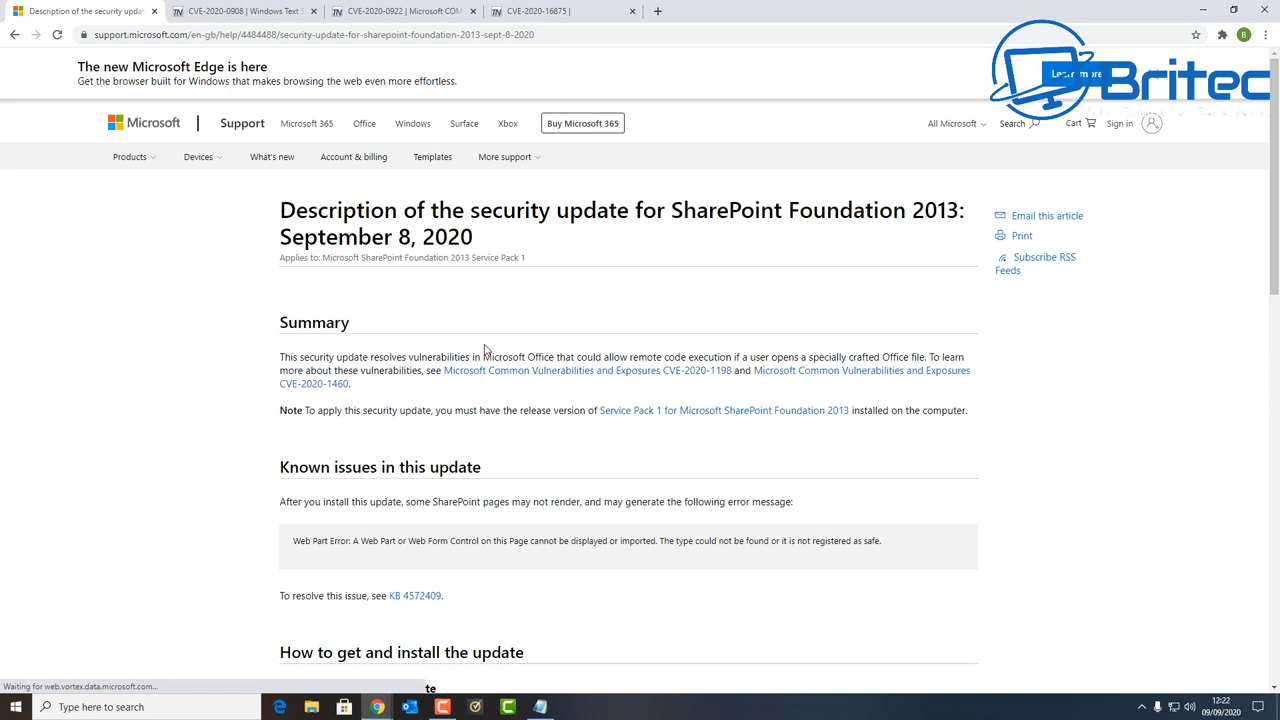 Description of the security updat
CVE-2020-0908 | Windows Text
CVE-2020-0922 | Microsoft COM
CVE-2020-16875 |
support.microsoft.com/en-gb/help/4484488/security-update-for-sharepoint-foundation-2013-sept-8-2020
B
The new Microsoft Edge is here
Get the browser built for Windows that makes browsing the web even more effortless.
Learn more
Britec
Microsoft
Support
Microsoft 365
Office
Windows
Surface
Xbox
Buy Microsoft 365
All Microsoft
Search
Cart
Sign in
Products
Devices
What's new
Account & billing
Templates
More support
Description of the security update for SharePoint Foundation 2013:
September 8, 2020
Applies to: Microsoft SharePoint Foundation 2013 Service Pack 1
Email this article
Print
Subscribe RSS
Feeds
Summary
This security update resolves vulnerabilities in Microsoft Office that could allow remote code execution if a user opens a specially crafted Office file. To learn
more about these vulnerabilities, see Microsoft Common Vulnerabilities and Exposures CVE-2020-1198 and Microsoft Common Vulnerabilities and Exposures
CVE-2020-1460.
Note To apply this security update, you must have the release version of Service Pack 1 for Microsoft SharePoint Foundation 2013 installed on the computer.
Known issues in this update
After you install this update, some SharePoint pages may not render, and may generate the following error message:
Web Part Error: A Web Part or Web Form Control on this Page cannot be displayed or imported. The type could not be found or it is not registered as safe.
To resolve this issue, see KB 4572409.
How to get and install the update
Waiting for web.vortex.data.microsoft.com...
Type here to search
12:22
09/09/2020